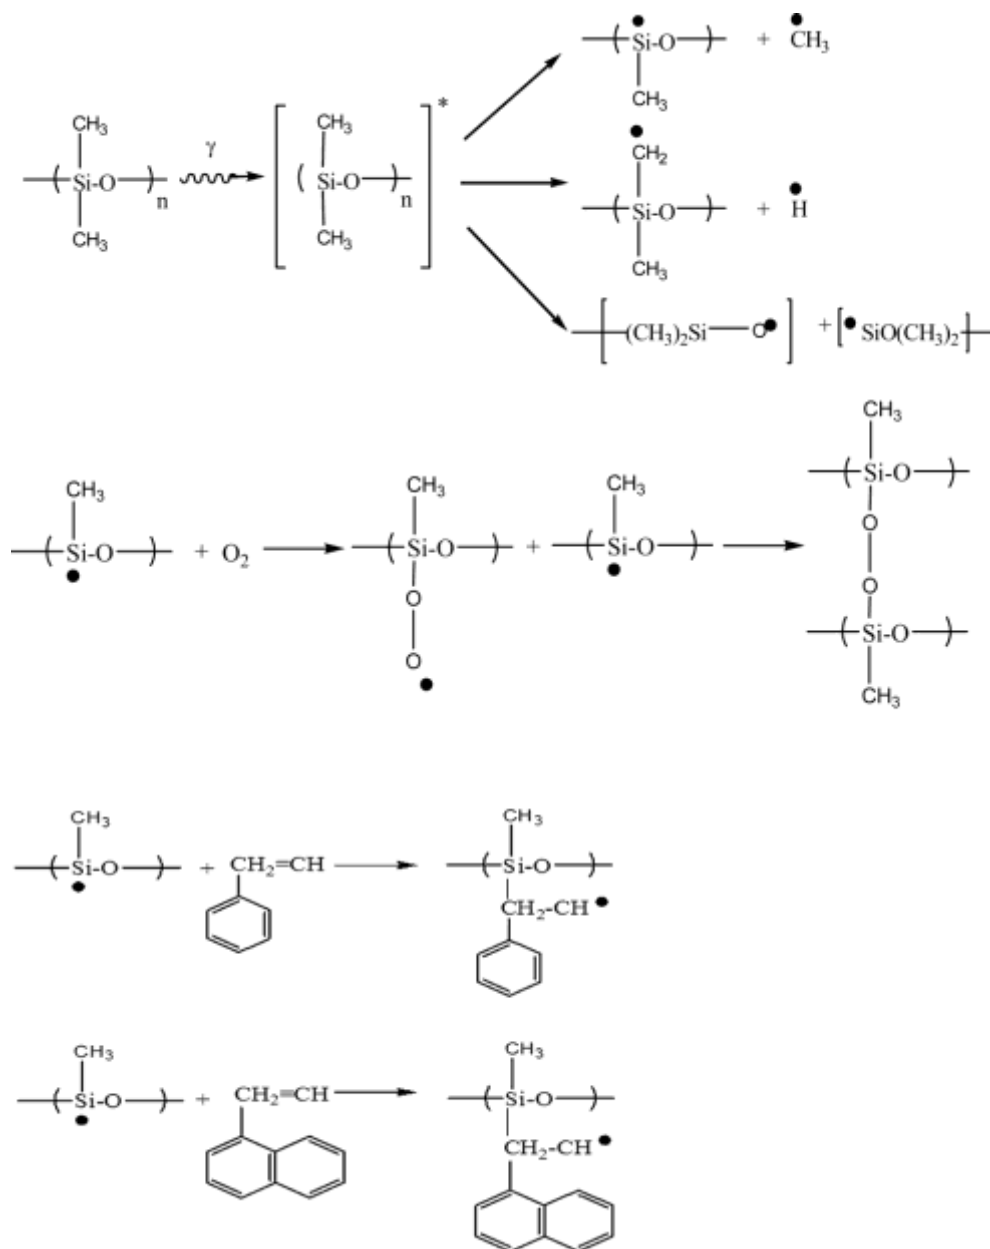 CH3 CH3 γ *
( Si-O )n ( Si-O )n
CH3 CH3
( Si-O ) + CH3
CH3
CH2
( Si-O ) + H
CH3
[ (CH3)2Si O ] + [ SiO(CH3)2 ]
CH3 CH3 CH3 CH3
( Si-O ) + O2 ( Si-O ) + ( Si-O ) ( Si-O )
O O
O O
( Si-O )
CH3
CH3 CH3
( Si-O ) + CH2=CH ( Si-O )
CH2-CH
CH3 CH3
( Si-O ) + CH2=CH ( Si-O )
CH2-CH